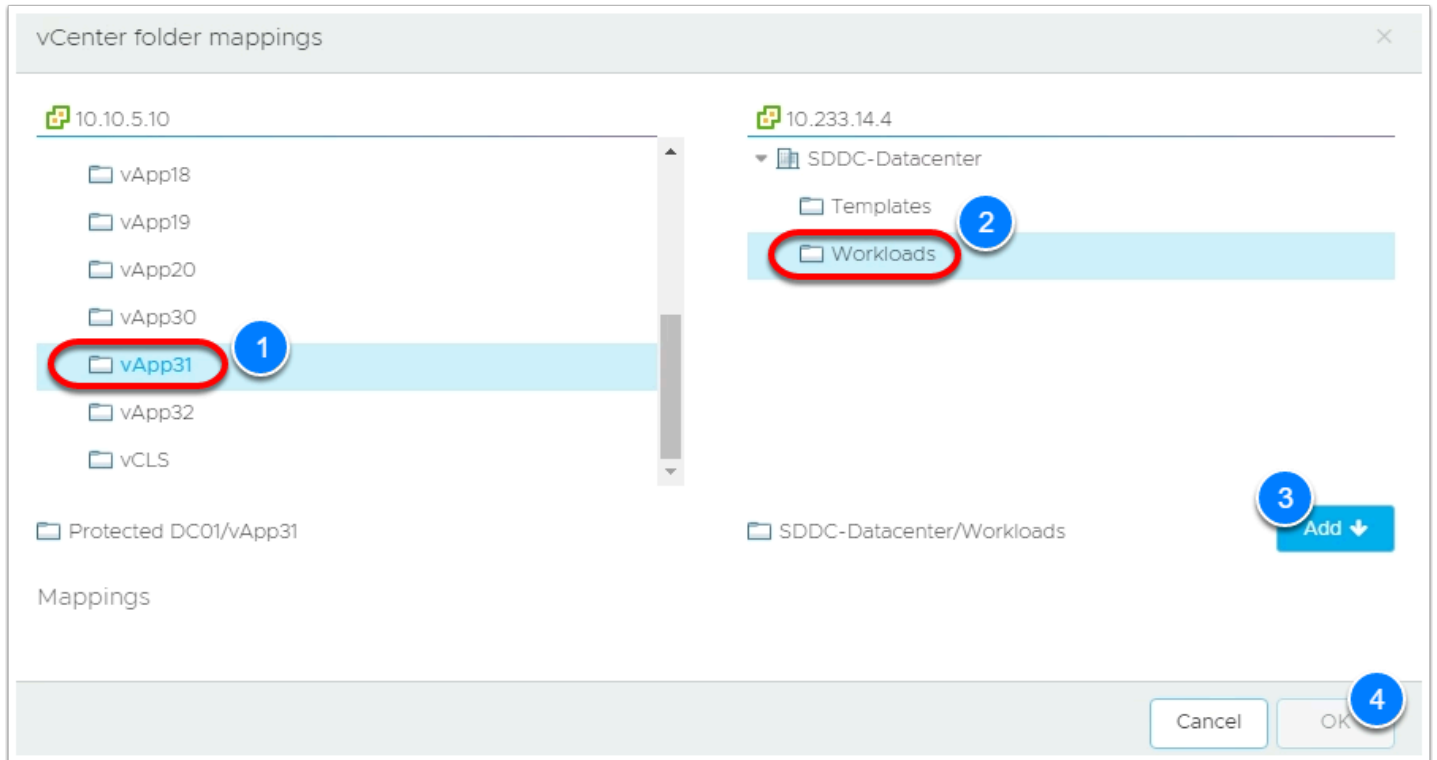 vCenter folder mappings
10.10.5.10
vApp18
vApp19
vApp20
vApp30
vApp31
1
vApp32
vCLS
Protected DC01/vApp31
10.233.14.4
SDDC-Datacenter
Templates
2
Workloads
SDDC-Datacenter/Workloads
3
Add
Mappings
Cancel
OK
4